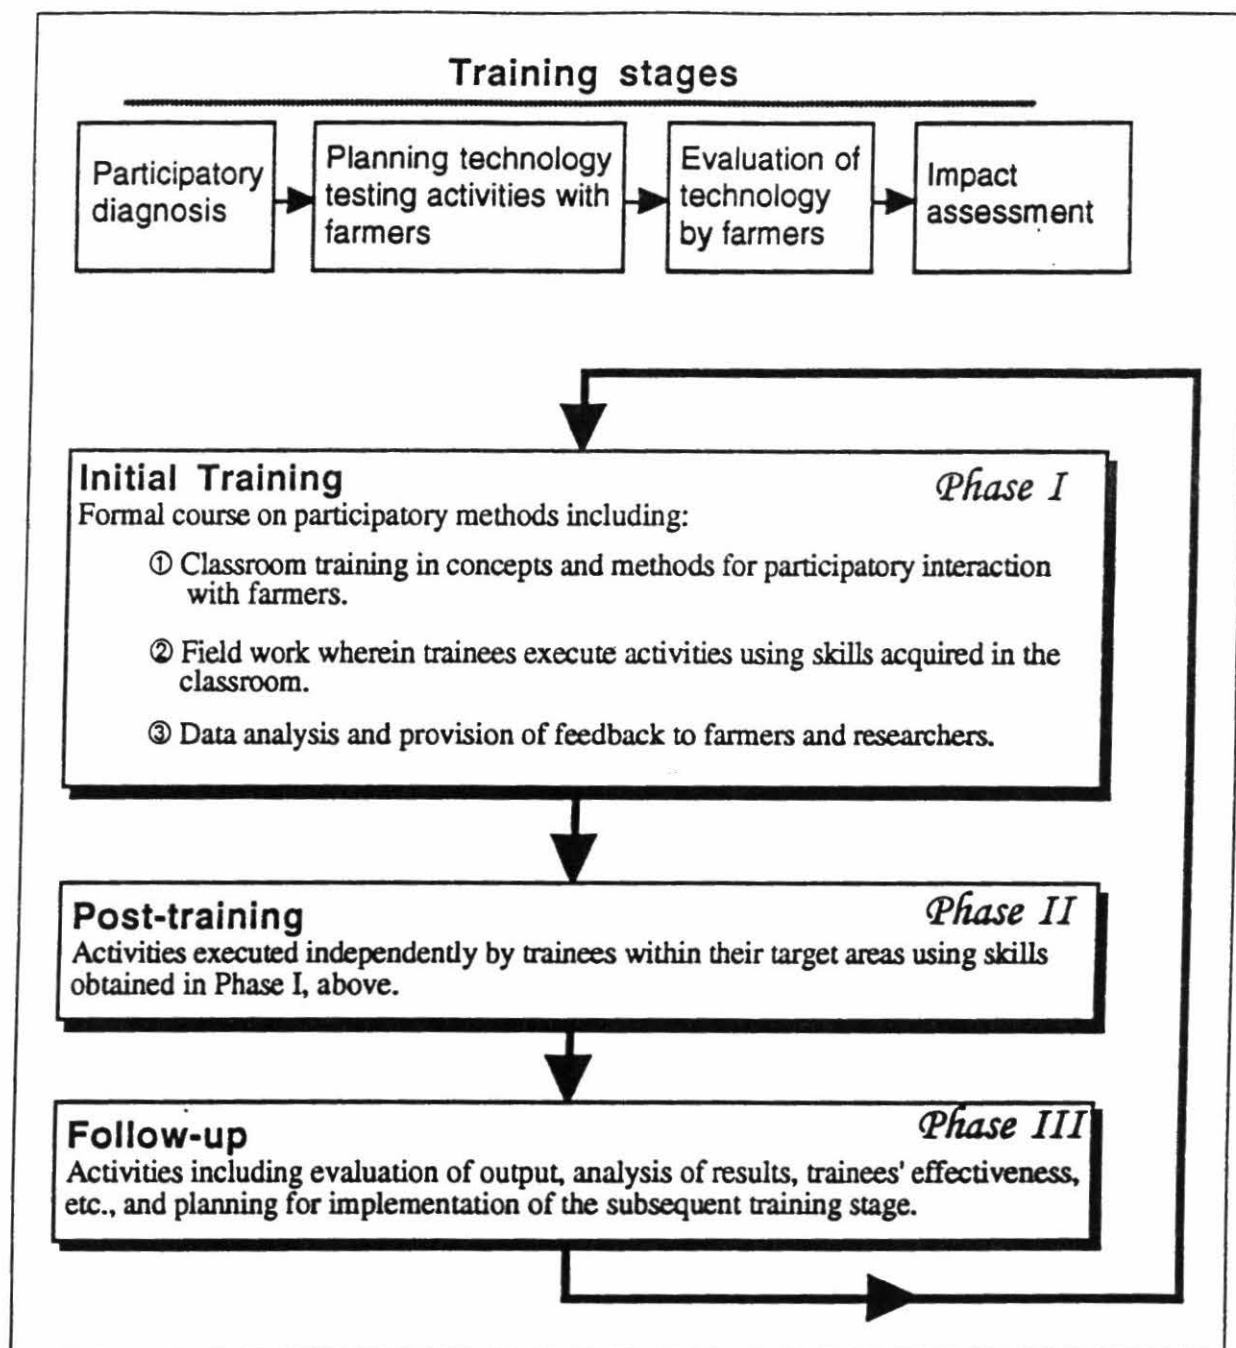 Training stages
Participatory
diagnosis
Planning technology
testing activities with
farmers
Evaluation of
technology
by farmers
Impact
assessment
Initial Training
Phase I
Formal course on participatory methods including:
① Classroom training in concepts and methods for participatory interaction
with farmers.
② Field work wherein trainees execute activities using skills acquired in the
classroom.
③ Data analysis and provision of feedback to farmers and researchers.
Post-training
Phase II
Activities executed independently by trainees within their target areas using skills
obtained in Phase I, above.
Follow-up
Phase III
Activities including evaluation of output, analysis of results, trainees' effectiveness,
etc., and planning for implementation of the subsequent training stage.